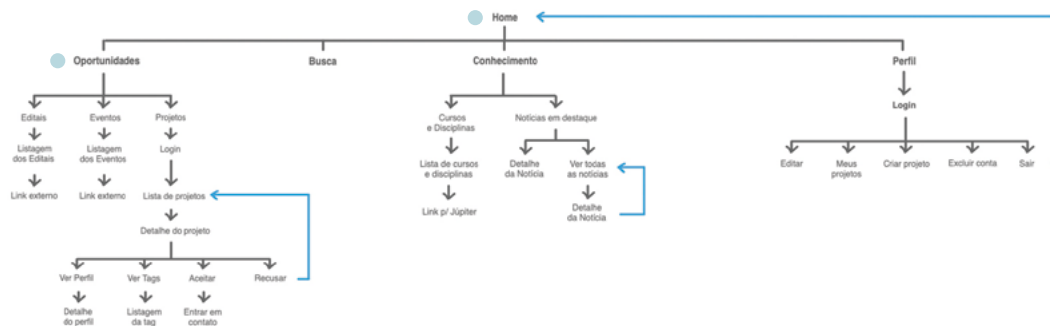 Home
Oportunidades
Busca
Conhecimento
Perfil
Editais
Eventos
Projetos
Cursos
e Disciplinas
Notícias em destaque
Login
Listagem
dos Editais
Listagem
dos Eventos
Login
Lista de cursos
e disciplinas
Detalhe
da Notícia
Ver todas
as notícias
Editar
Meus
projetos
Criar projeto
Excluir conta
Sair
Link externo
Link externo
Lista de projetos
Link p/ Júpiter
Detalhe
da Notícia
Detalhe do projeto
Ver Perfil
Ver Tags
Aceitar
Recusar
Detalhe
do perfil
Listagem
da tag
Entrar em
contato